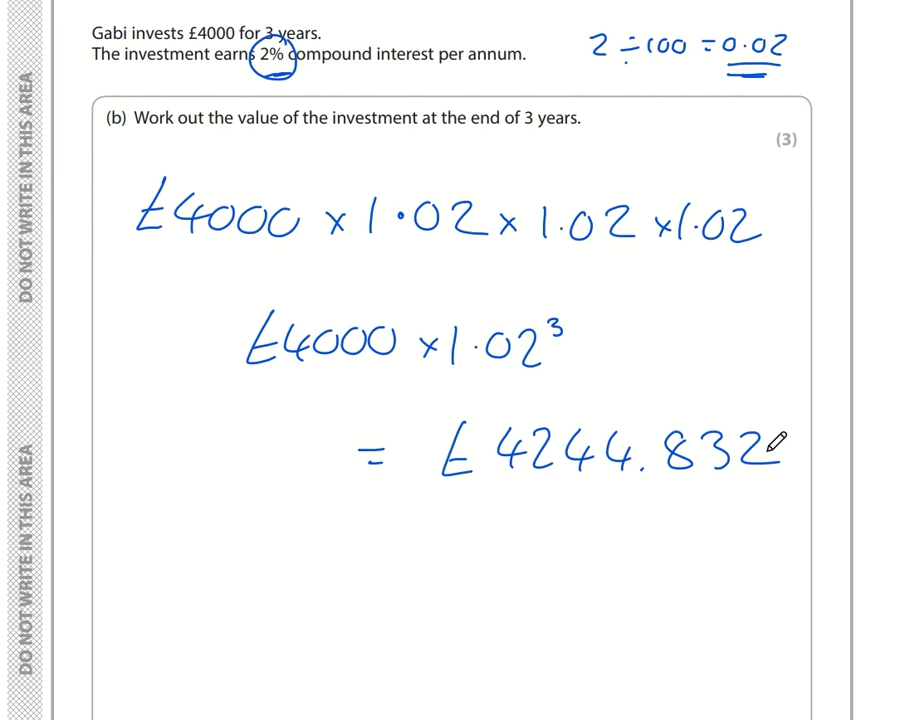 Gabi invests £4000 for 3 years.
The investment earns 2% compound interest per annum.
2 ÷ 100 = 0.02
(b) Work out the value of the investment at the end of 3 years.
(3)
£4000 × 1.02 × 1.02 × 1.02
£4000 × 1.02³
= £4244.832
DO NOT WRITE IN THIS AREA
DO NOT WRITE IN THIS AREA